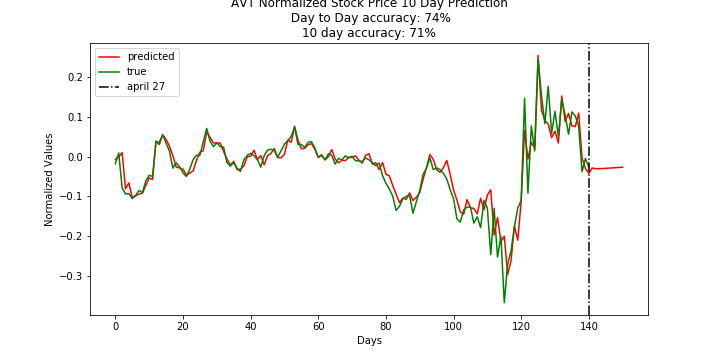 AVT Normalized Stock Price 10 Day Prediction
Day to Day accuracy: 74%
10 day accuracy: 71%
predicted
true
april 27
Normalized Values
0.2
0.1
0.0
−0.1
−0.2
−0.3
0
20
40
60
80
100
120
140
Days